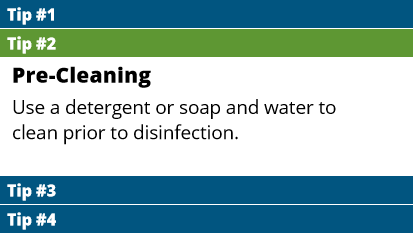 Tip #1
Tip #2
Pre-Cleaning
Use a detergent or soap and water to
clean prior to disinfection.
Tip #3
Tip #4